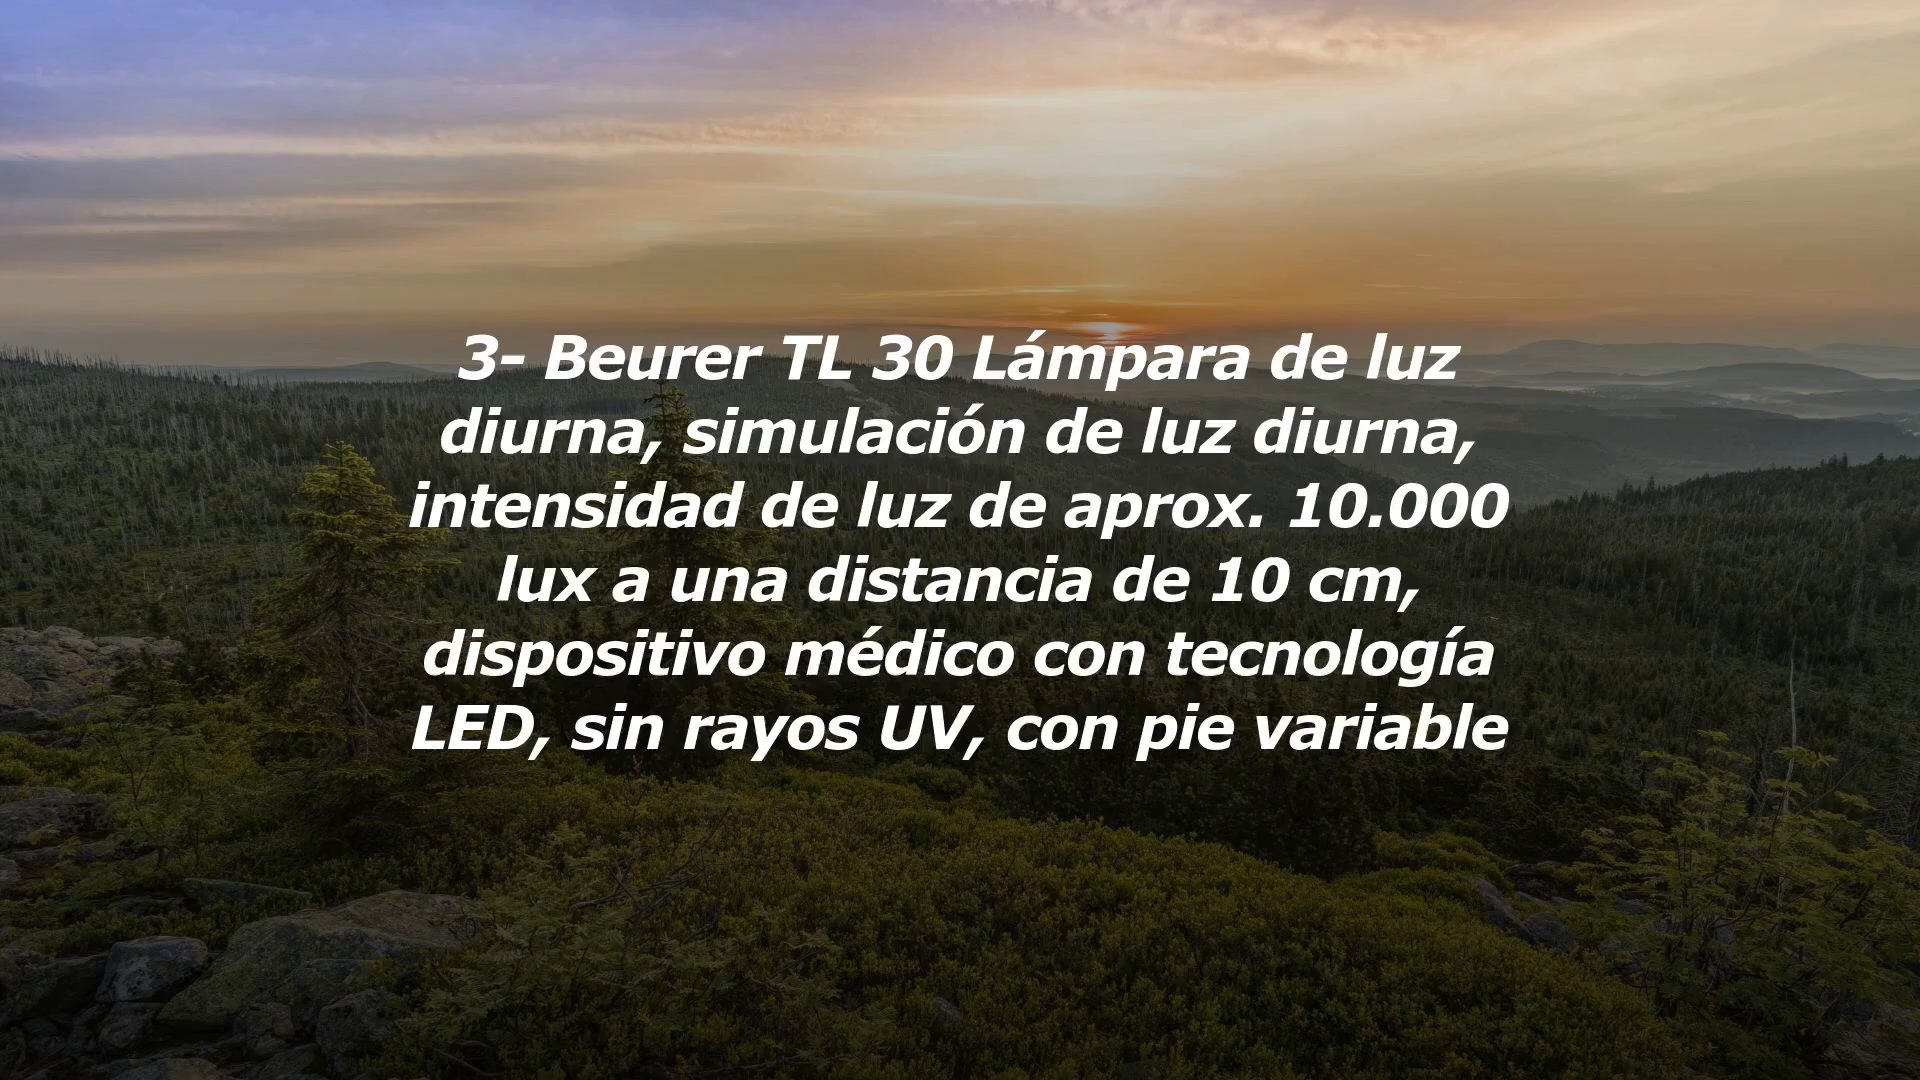 3- Beurer TL 30 Lámpara de luz
diurna, simulación de luz diurna,
intensidad de luz de aprox. 10.000
lux a una distancia de 10 cm,
dispositivo médico con tecnología
LED, sin rayos UV, con pie variable